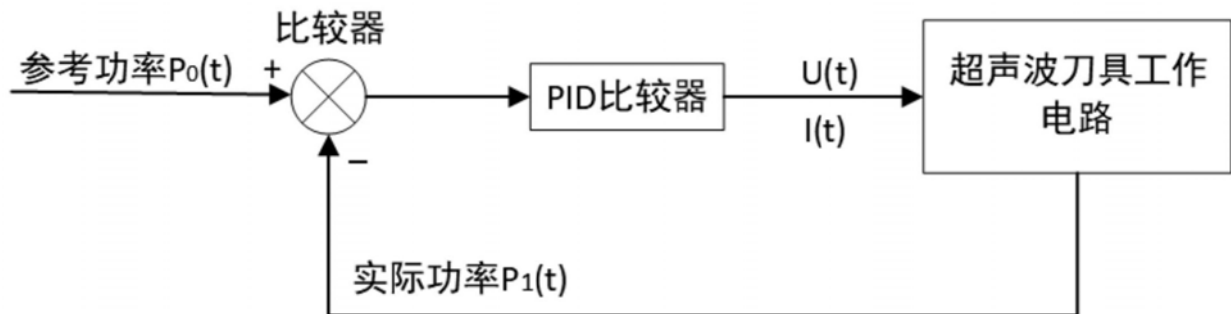 比较器
参考功率P0(t)
+
PID比较器
U(t)
I(t)
超声波刀具工作
电路
−
实际功率P1(t)